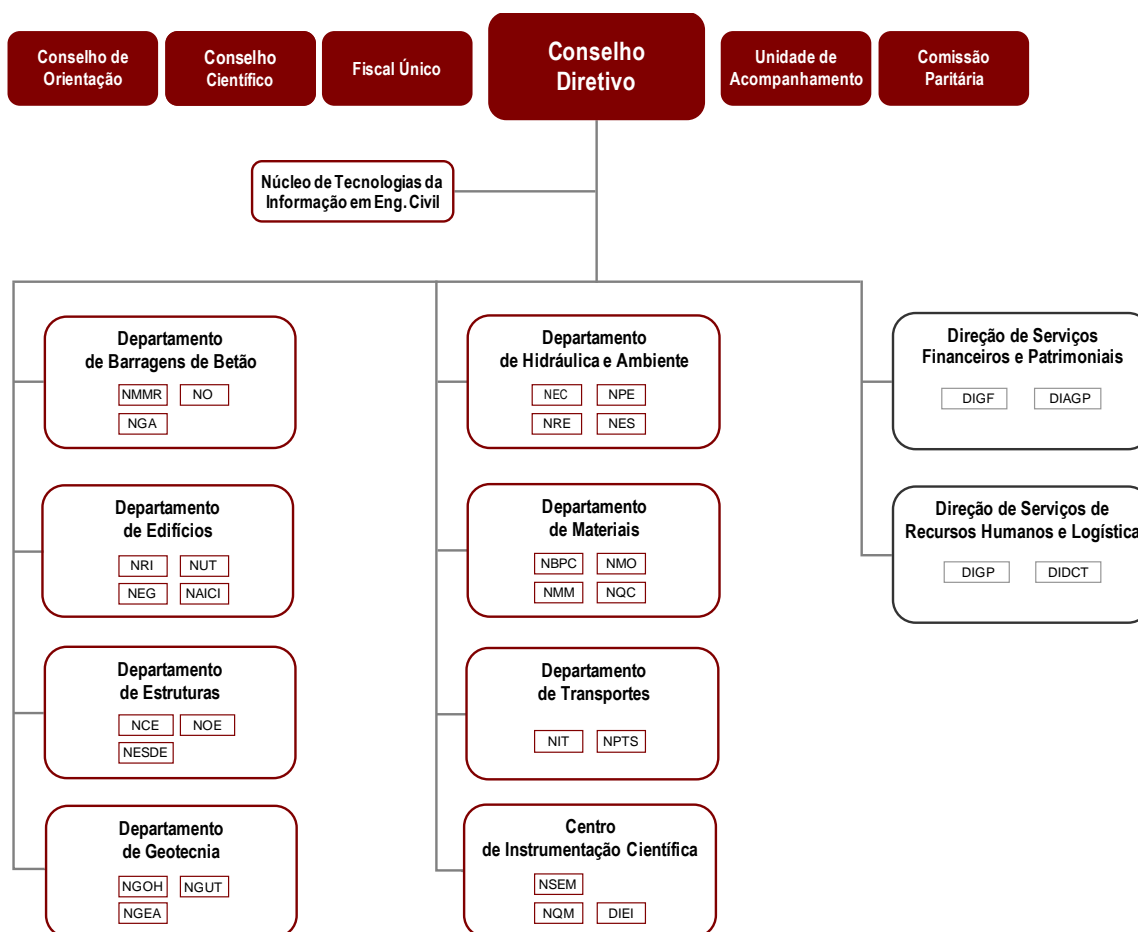 Conselho de
Orientação
Conselho
Científico
Fiscal Único
Conselho
Diretivo
Unidade de
Acompanhamento
Comissão
Paritária
Núcleo de Tecnologias da
Informação em Eng. Civil
Departamento
de Barragens de Betão
NMMR NO
NGA
Departamento
de Edifícios
NRI NUT
NEG NAICI
Departamento
de Estruturas
NCE NOE
NESDE
Departamento
de Geotecnia
NGOH NGUT
NGEA
Departamento
de Hidráulica e Ambiente
NEC NPE
NRE NES
Departamento
de Materiais
NBPC NMO
NMM NQC
Departamento
de Transportes
NIT NPTS
Centro
de Instrumentação Científica
NSEM
NQM DIEI
Direção de Serviços
Financeiros e Patrimoniais
DIGF DIAGP
Direção de Serviços de
Recursos Humanos e Logística
DIGP DIDCT